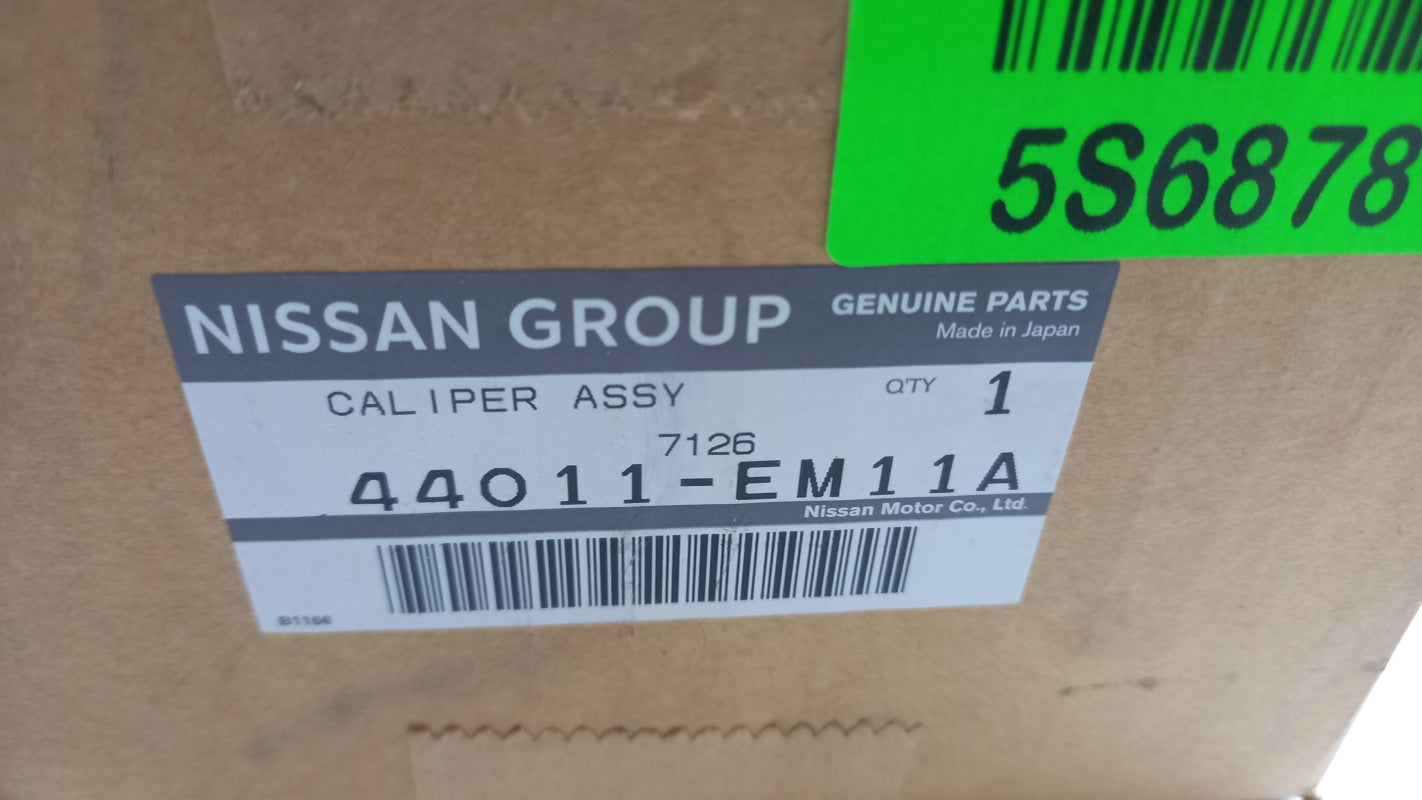 5S6878
NISSAN GROUP
GENUINE PARTS
Made in Japan
CALIPER ASSY
Q'TY 1
7126
44011-EM11A
Nissan Motor Co., Ltd.
B1166